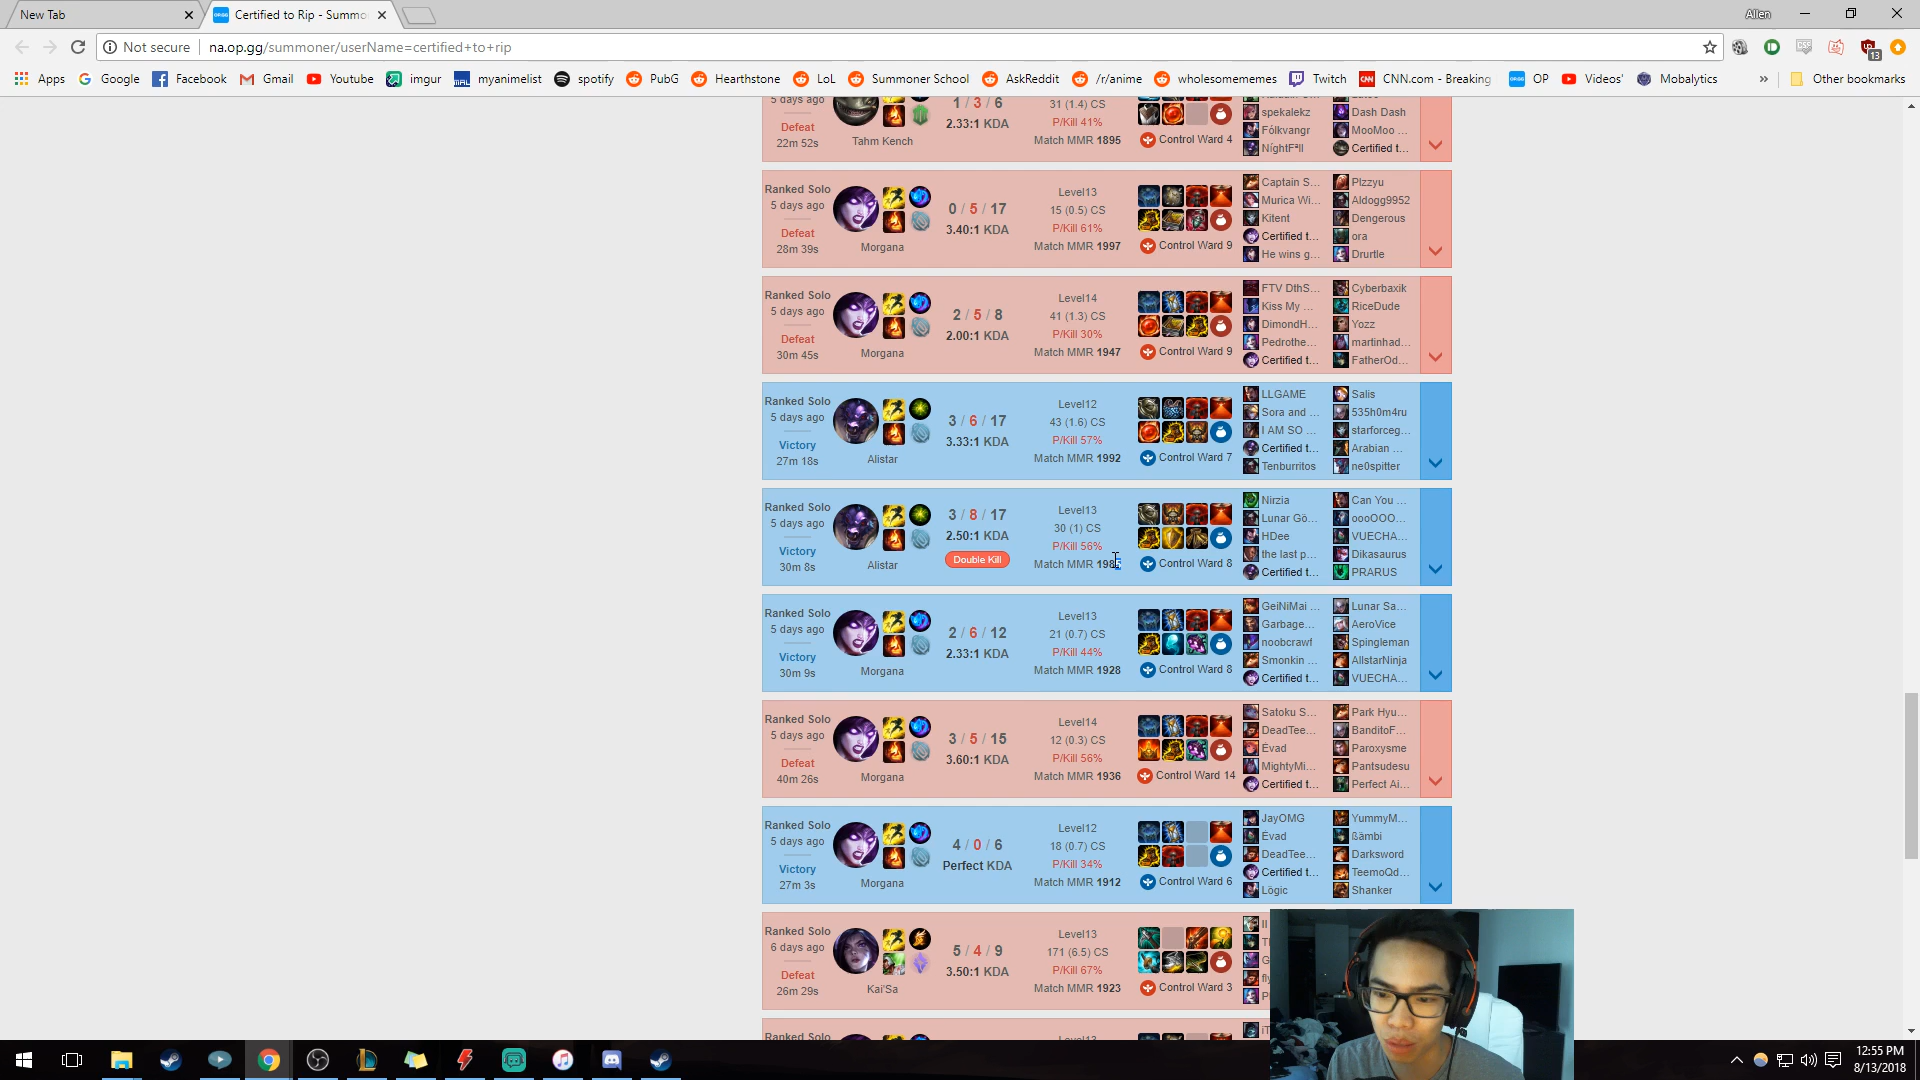 New Tab
Certified to Rip - Summo
Allen
Not secure
na.op.gg/summoner/userName=certified+to+rip
Apps Google Facebook Gmail Youtube imgur myanimelist spotify PubG Hearthstone LoL Summoner School AskReddit /r/anime wholesomememes Twitch CNN.com - Breaking OP Videos' Mobalytics » Other bookmarks
5 days ago
Defeat
22m 52s
Tahm Kench
1 / 3 / 6
2.33:1 KDA
31 (1.4) CS
P/Kill 41%
Match MMR 1895
Control Ward 4
spekalekz
Fólkvangr
Dash Dash
MooMoo ...
Certified t...
Ranked Solo
5 days ago
Defeat
28m 39s
Morgana
0 / 5 / 17
3.40:1 KDA
Level13
15 (0.5) CS
P/Kill 61%
Match MMR 1997
Control Ward 9
Captain S...
Murica Wi...
Kitent
Certified t...
He wins g...
Plzzyu
Aldogg9952
Dengerous
ora
Drurtle
Ranked Solo
5 days ago
Defeat
30m 45s
Morgana
2 / 5 / 8
2.00:1 KDA
Level14
41 (1.3) CS
P/Kill 30%
Match MMR 1947
Control Ward 9
FTV DthS...
Kiss My ...
DimondH...
Pedrothe...
Certified t...
Cyberbaxik
RiceDude
Yozz
martinhad...
FatherOd...
Ranked Solo
5 days ago
Victory
27m 18s
Alistar
3 / 6 / 17
3.33:1 KDA
Level12
43 (1.6) CS
P/Kill 57%
Match MMR 1992
Control Ward 7
LLGAME
Sora and ...
I AM SO ...
Certified t...
Tenburritos
Salis
535h0m4ru
starforceg...
Arabian ...
ne0spitter
Ranked Solo
5 days ago
Victory
30m 8s
Alistar
3 / 8 / 17
2.50:1 KDA
Double Kill
Level13
30 (1) CS
P/Kill 56%
Match MMR
Control Ward 8
Nirzia
Lunar Gö...
HDee
the last p...
Certified t...
Can You ...
oooOOO...
VUECHA...
Dikasaurus
PRARUS
Ranked Solo
5 days ago
Victory
30m 9s
Morgana
2 / 6 / 12
2.33:1 KDA
Level13
21 (0.7) CS
P/Kill 44%
Match MMR 1928
Control Ward 8
GeiNiMai ...
Garbage...
noobcrawf
Smonkin ...
Certified t...
Lunar Sa...
AeroVice
Spingleman
AllstarNinja
VUECHA...
Ranked Solo
5 days ago
Defeat
40m 26s
Morgana
3 / 5 / 15
3.60:1 KDA
Level14
12 (0.3) CS
P/Kill 56%
Match MMR 1936
Control Ward 14
Satoku S...
DeadTee...
Èvad
MightyMi...
Certified t...
Park Hyu...
BanditoF...
Paroxysme
Pantsudesu
Perfect Ai...
Ranked Solo
5 days ago
Victory
27m 3s
Morgana
4 / 0 / 6
Perfect KDA
Level12
18 (0.7) CS
P/Kill 34%
Match MMR 1912
Control Ward 6
JayOMG
Èvad
DeadTee...
Certified t...
Lögic
YummyM...
ßämbi
Darksword
TeemoQd...
Shanker
Ranked Solo
6 days ago
Defeat
26m 29s
Kai'Sa
5 / 4 / 9
3.50:1 KDA
Level13
171 (6.5) CS
P/Kill 67%
Match MMR 1923
Control Ward 3
Ranked Solo
12:55 PM
8/13/2018